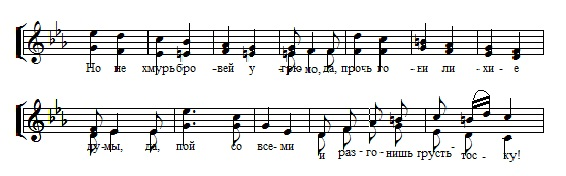 Но не хмурь бро -вей у -грю мо, да, прочь го - ни ли - хи - е
ду-мы, да, пой со все- ми и раз - го - нишь грусть - тос - ку!